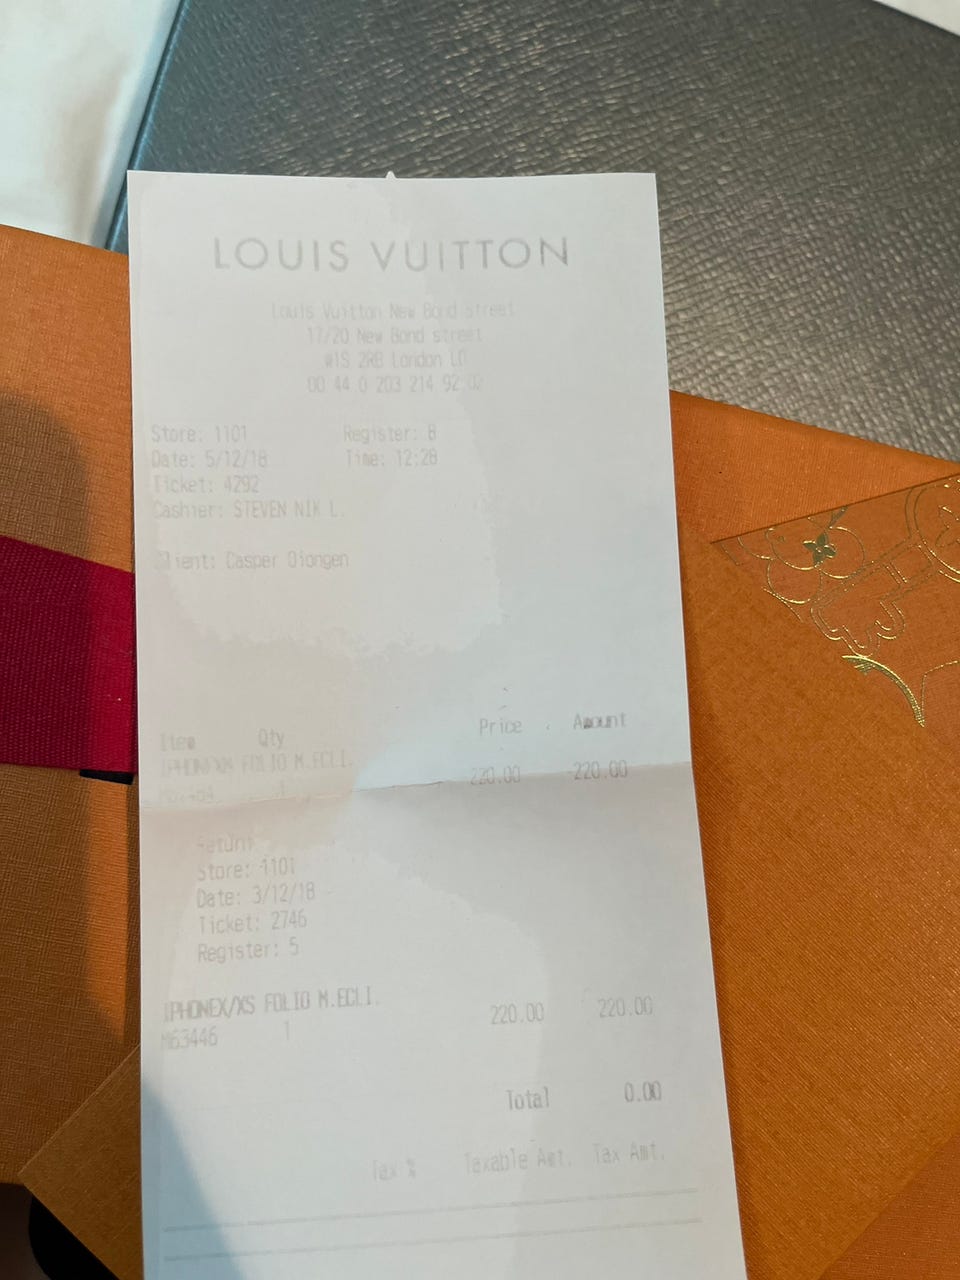 LOUIS VUITTON
Louis Vuitton New Bond street
17/20 New Bond street
W1S 2RB London LO
00 44 0 203 214 92 02
Store: 1101 Register: 8
Date: 5/12/18 Time: 12:28
Ticket: 4292
Cashier: STEVEN NIK L.
Client: Casper Qiongen
Price Amount
Item Qty
FOLIO M.ECLI.
1 220.00 -220.00
Return
Store: 1101
Date: 3/12/18
Ticket: 2746
Register: 5
IPHONEX/XS FOLIO M.ECLI.
M63446 1 220.00 220.00
Total 0.00
Tax % Taxable Amt. Tax Amt.